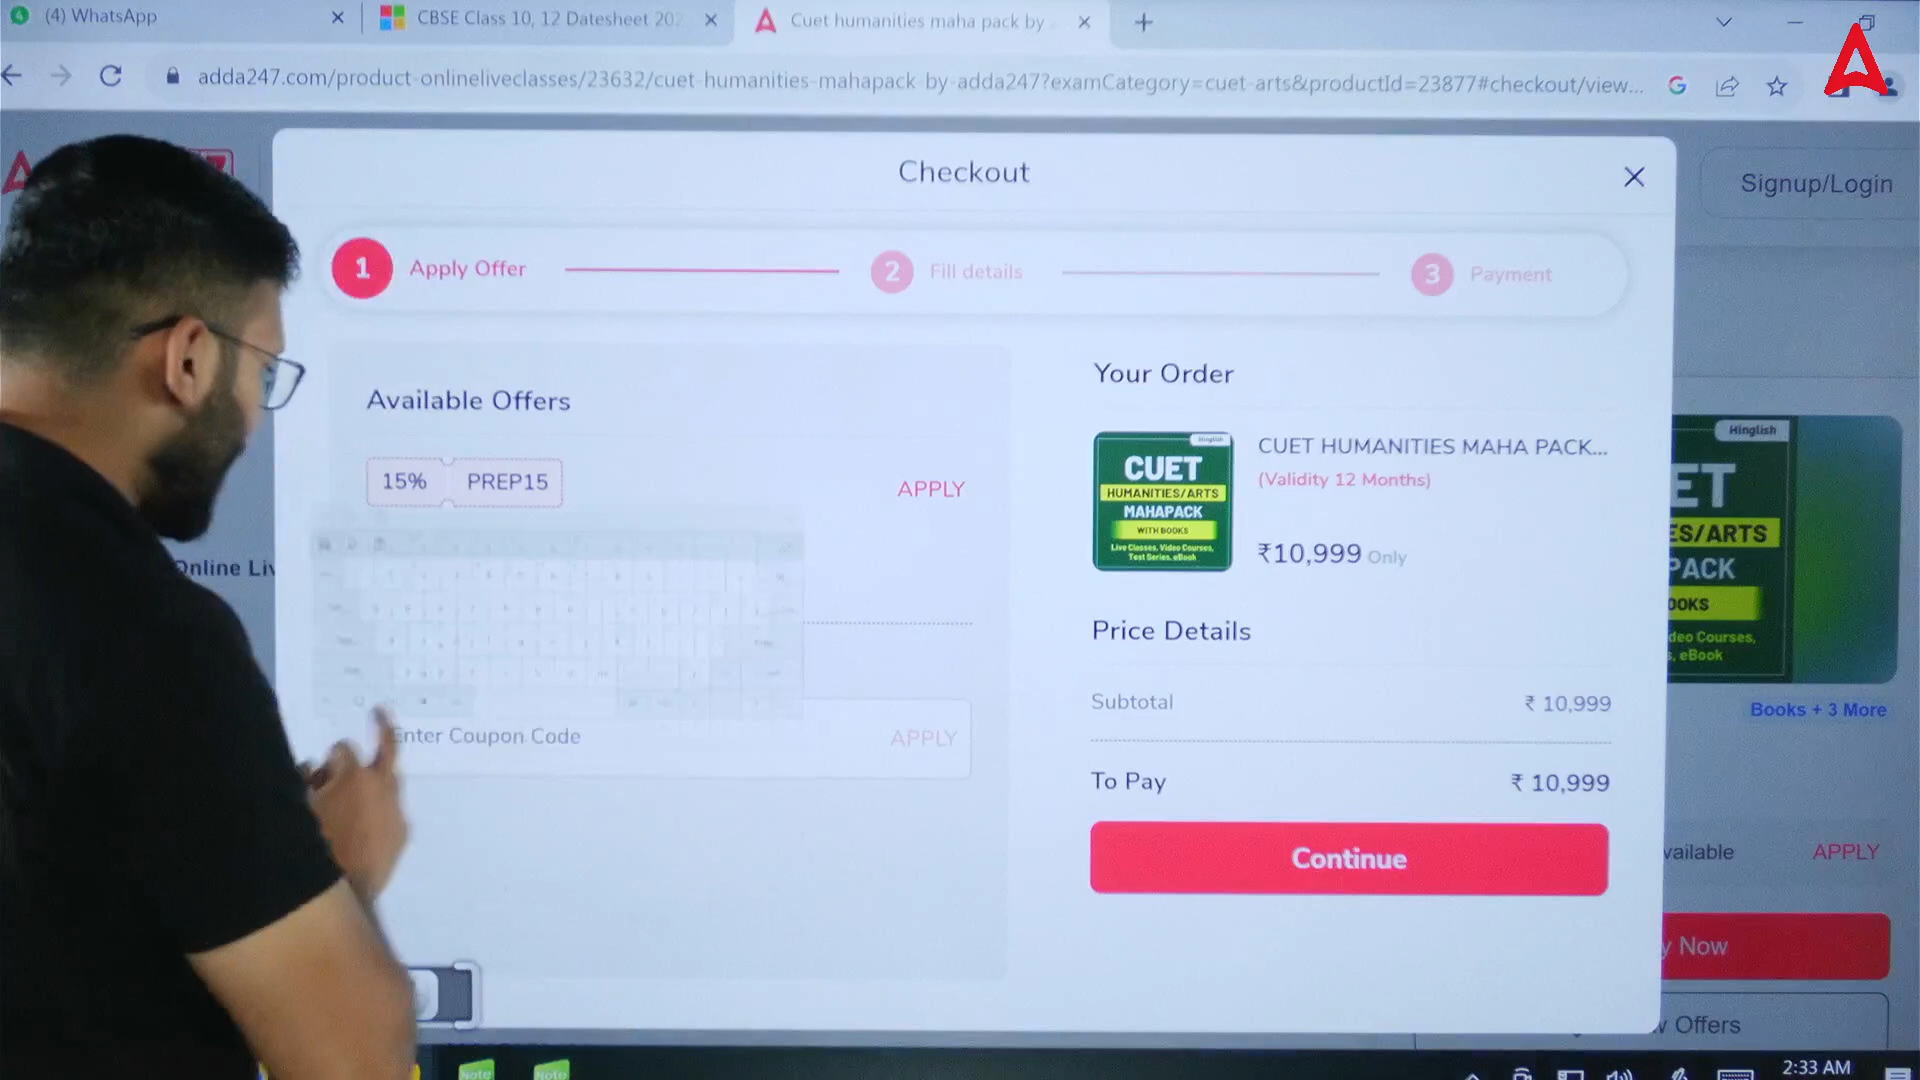 (4) WhatsApp
CBSE Class 10, 12 Datesheet 202
Cuet humanities maha pack by
adda247.com/product-onlineliveclasses/23632/cuet-humanities-mahapack-by-adda247?examCategory=cuet-arts&productId=23877#checkout/view...
Checkout
Signup/Login
1 Apply Offer
2 Fill details
3 Payment
Available Offers
15% PREP15
APPLY
Enter Coupon Code
APPLY
Your Order
Hinglish
CUET
HUMANITIES/ARTS
MAHAPACK
WITH BOOKS
Live Classes, Video Courses,
Test Series, eBook
CUET HUMANITIES MAHA PACK...
(Validity 12 Months)
₹10,999 Only
Price Details
Subtotal ₹ 10,999
To Pay ₹ 10,999
Continue
Online Liv
Hinglish
ET
ES/ARTS
PACK
OOKS
deo Courses,
s, eBook
Books + 3 More
vailable APPLY
y Now
w Offers
Note
Note
2:33 AM